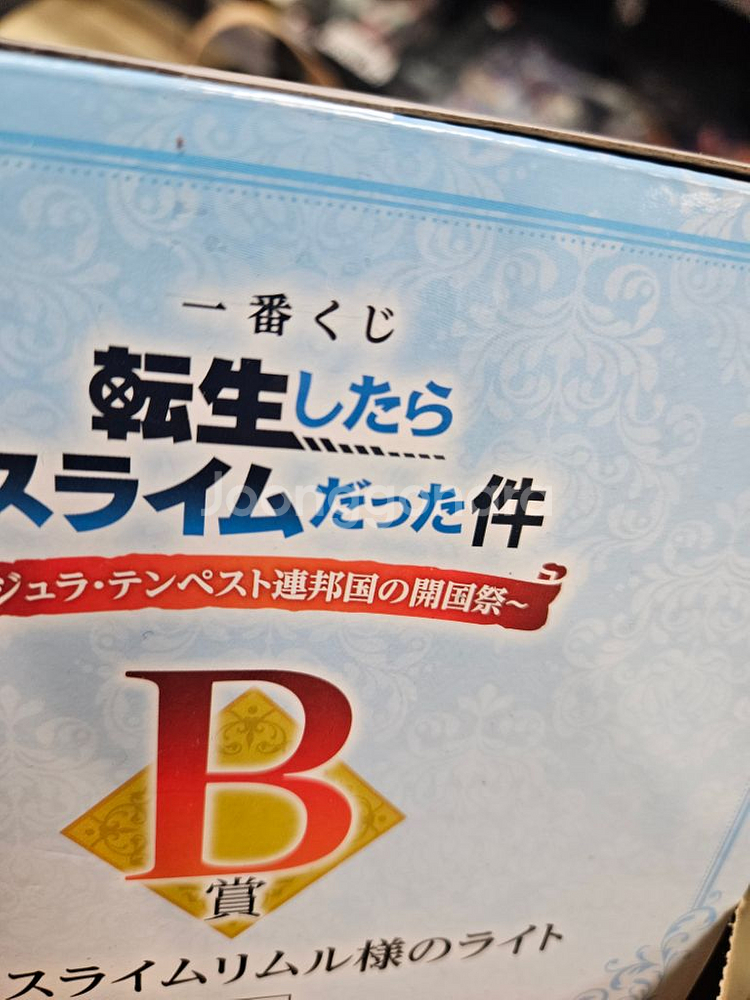 一番くじ
転生したら
スライムだった件
Joonggonara
ジュラ・テンペスト連邦国の開国祭~
B
賞
スライムリムル様のライト